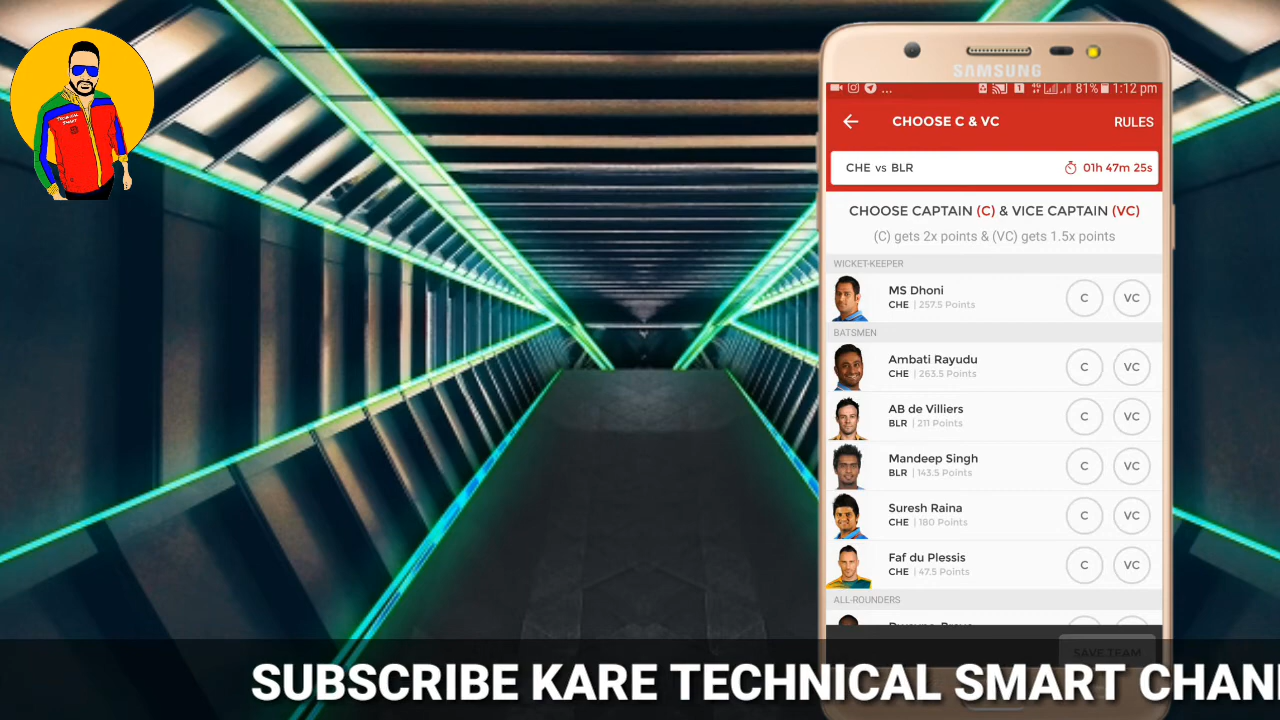 TECHNICAL
SMART
SAMSUNG
... 81% 1:12 pm
CHOOSE C & VC
RULES
CHE vs BLR
01h 47m 25s
CHOOSE CAPTAIN (C) & VICE CAPTAIN (VC)
(C) gets 2x points & (VC) gets 1.5x points
WICKET-KEEPER
MS Dhoni
CHE | 257.5 Points
C VC
BATSMEN
Ambati Rayudu
CHE | 263.5 Points
C VC
AB de Villiers
BLR | 211 Points
C VC
Mandeep Singh
BLR | 143.5 Points
C VC
Suresh Raina
CHE | 180 Points
C VC
Faf du Plessis
CHE | 47.5 Points
C VC
ALL-ROUNDERS
SAVE TEAM
SUBSCRIBE KARE TECHNICAL SMART CHAN